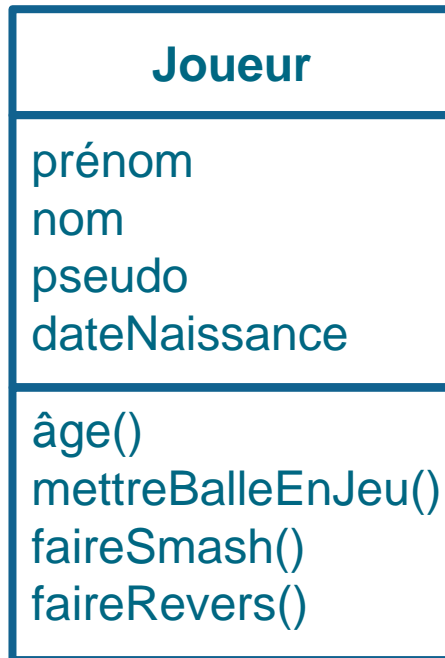 Joueur
prénom
nom
pseudo
dateNaissance
âge()
mettreBalleEnJeu()
faireSmash()
faireRevers()